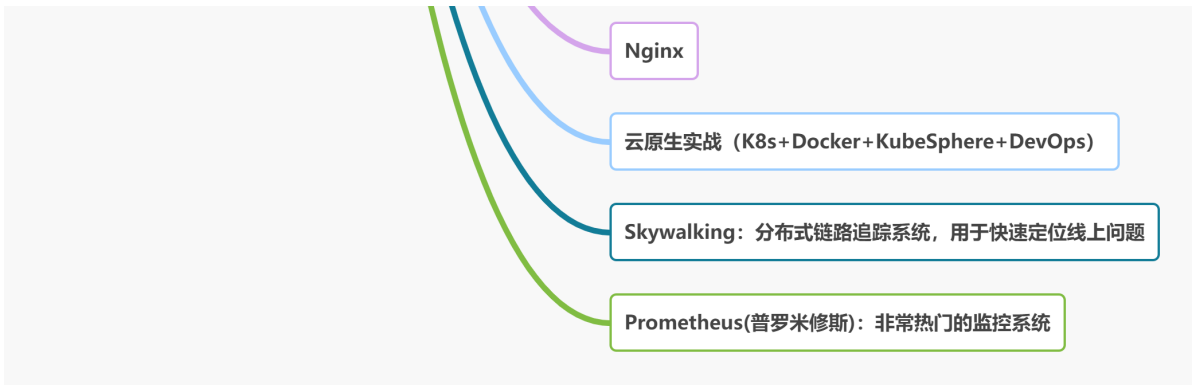 Nginx
云原生实战（K8s+Docker+KubeSphere+DevOps）
Skywalking：分布式链路追踪系统，用于快速定位线上问题
Prometheus(普罗米修斯)：非常热门的监控系统